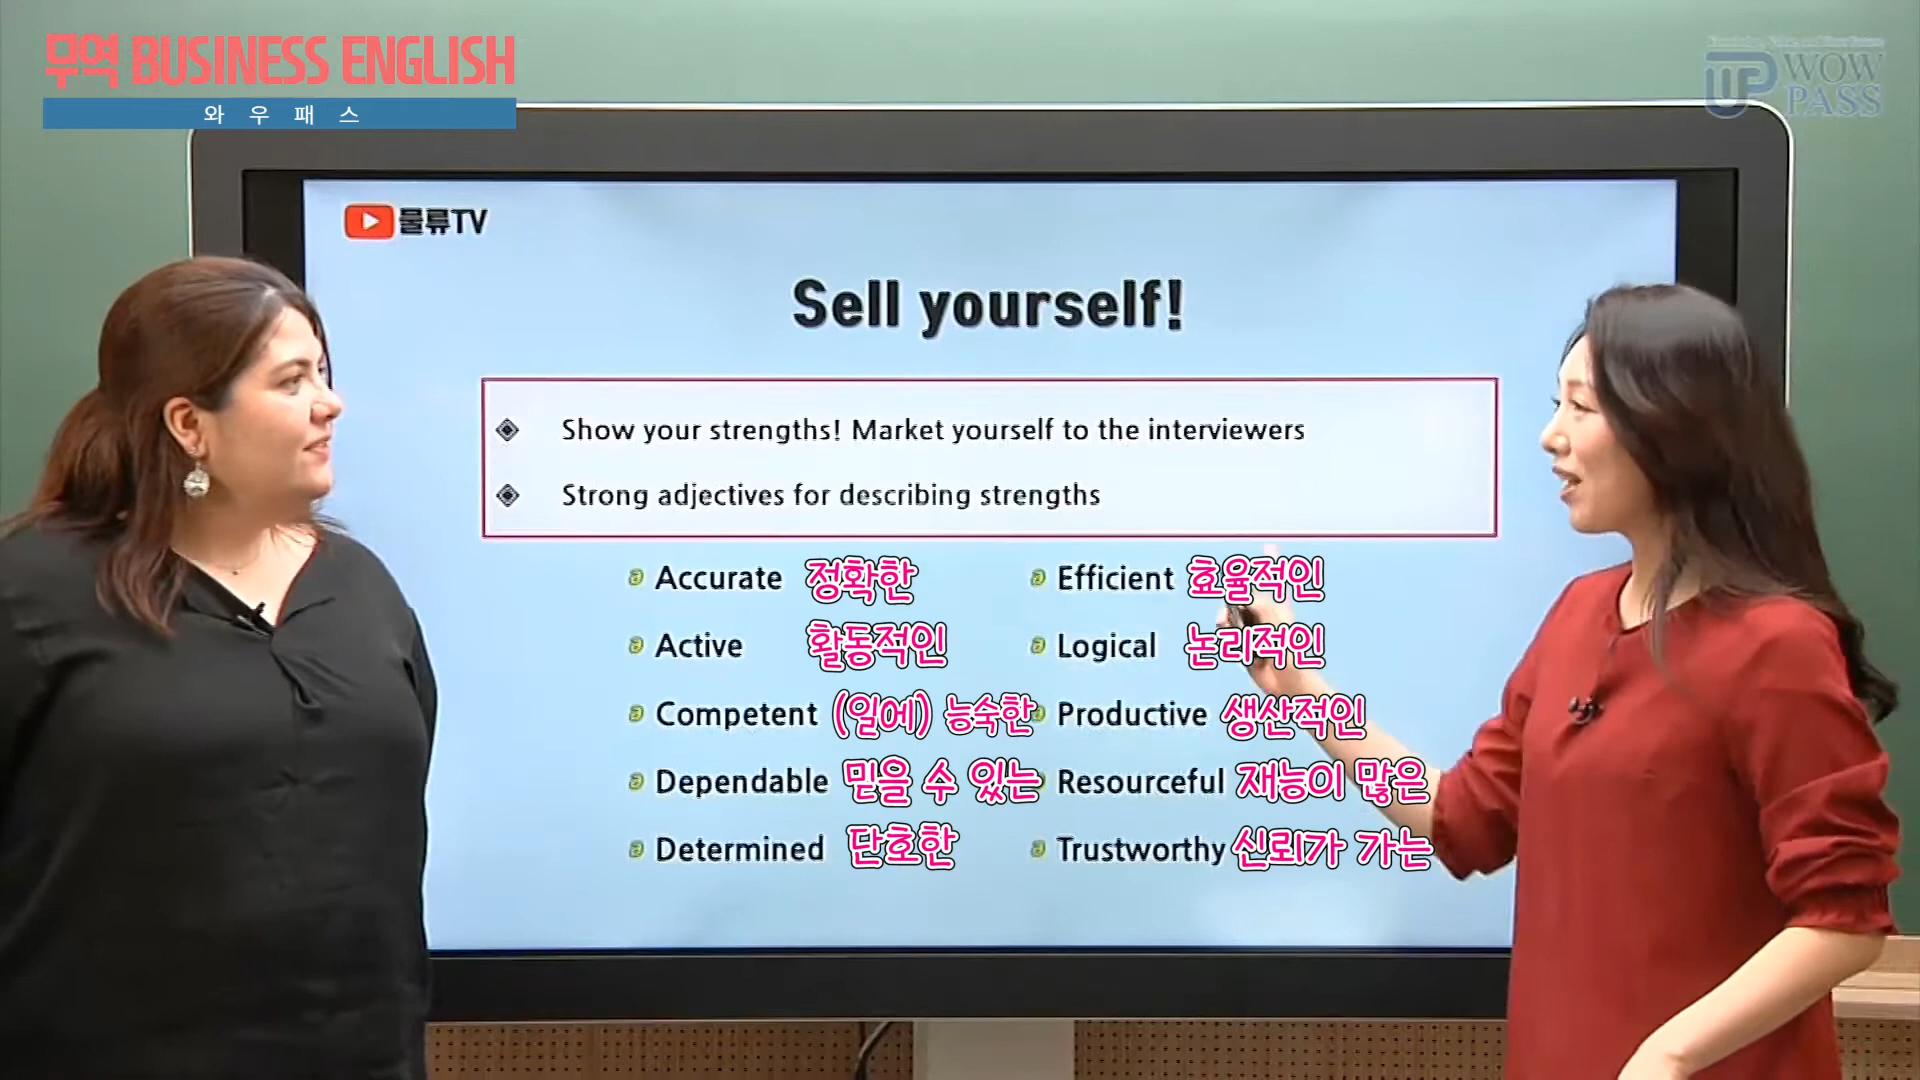 무역 BUSINESS ENGLISH
와우패스
WOW
PASS
물류TV
Sell yourself!
Show your strengths! Market yourself to the interviewers
Strong adjectives for describing strengths
Accurate 정확한
Efficient 효율적인
Active 활동적인
Logical 논리적인
Competent (일에) 능숙한
Productive 생산적인
Dependable 믿을 수 있는
Resourceful 재능이 많은
Determined 단호한
Trustworthy 신뢰가 가는